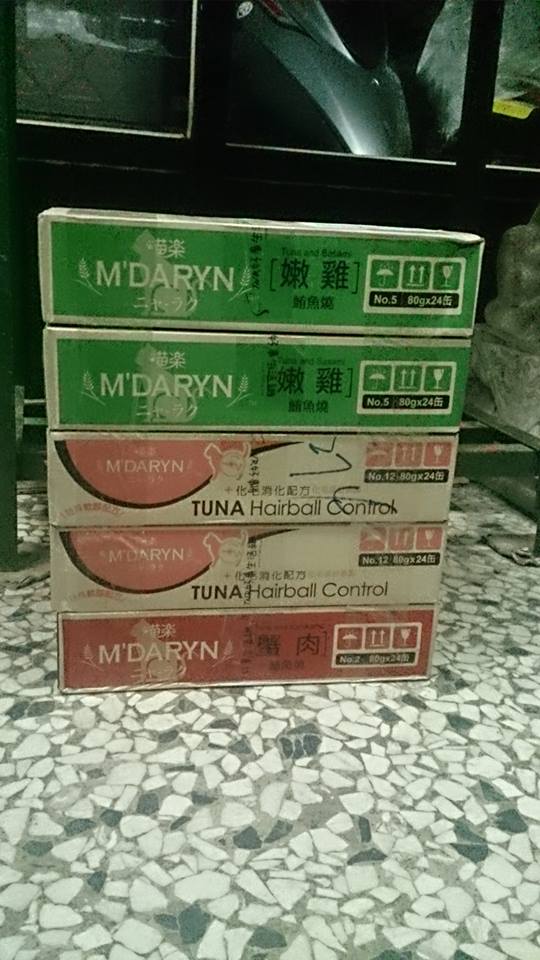 喵楽
M'DARYN
ニャ・ラク
Tuna and Sasami
[嫩 雞]
鮪魚燒
No.5 80gx24缶
喵楽
M'DARYN
ニャ・ラク
Tuna and Sasami
[嫩 雞]
鮪魚燒
No.5 80gx24缶
M'DARYN
No.12 80gx24缶
+化毛消化配方
TUNA Hairball Control
M'DARYN
No.12 80gx24缶
+化毛消化配方
TUNA Hairball Control
喵楽
M'DARYN
ニャ・ラク
蟹 肉]
鮪魚燒
No.2 80gx24缶